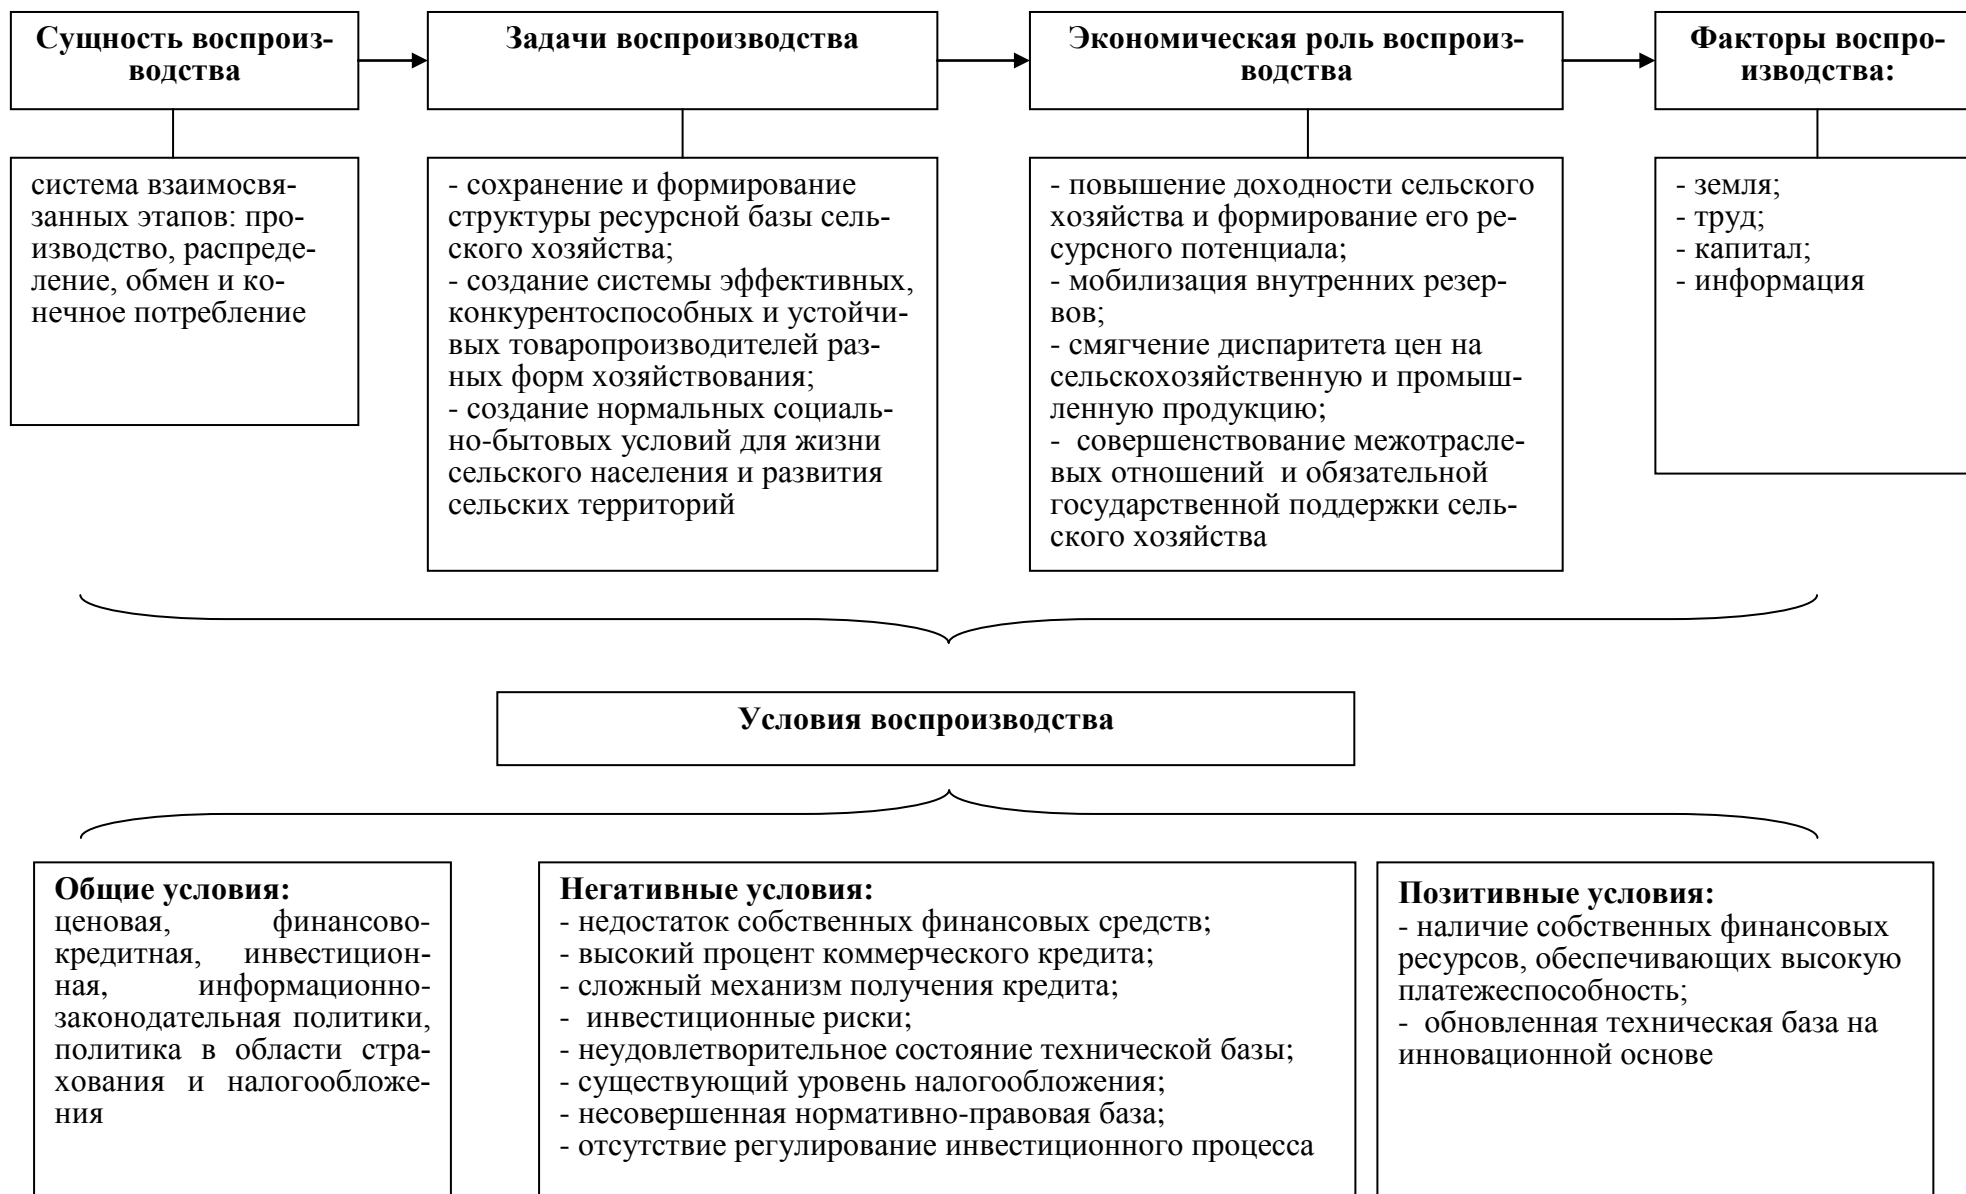 Сущность воспроиз-
водства
Задачи воспроизводства
Экономическая роль воспроиз-
водства
Факторы воспро-
изводства:
система взаимосвя-
занных этапов: про-
изводство, распреде-
ление, обмен и ко-
нечное потребление
- сохранение и формирование
структуры ресурсной базы сель-
ского хозяйства;
- создание системы эффективных,
конкурентоспособных и устойчи-
вых товаропроизводителей раз-
ных форм хозяйствования;
- создание нормальных социаль-
но-бытовых условий для жизни
сельского населения и развития
сельских территорий
- повышение доходности сельского
хозяйства и формирование его ре-
сурсного потенциала;
- мобилизация внутренних резер-
вов;
- смягчение диспаритета цен на
сельскохозяйственную и промыш-
ленную продукцию;
- совершенствование межотрасле-
вых отношений и обязательной
государственной поддержки сель-
ского хозяйства
- земля;
- труд;
- капитал;
- информация
Условия воспроизводства
Общие условия:
ценовая, финансово-
кредитная, инвестицион-
ная, информационно-
законодательная политики,
политика в области стра-
хования и налогообложе-
ния
Негативные условия:
- недостаток собственных финансовых средств;
- высокий процент коммерческого кредита;
- сложный механизм получения кредита;
- инвестиционные риски;
- неудовлетворительное состояние технической базы;
- существующий уровень налогообложения;
- несовершенная нормативно-правовая база;
- отсутствие регулирование инвестиционного процесса
Позитивные условия:
- наличие собственных финансовых
ресурсов, обеспечивающих высокую
платежеспособность;
- обновленная техническая база на
инновационной основе